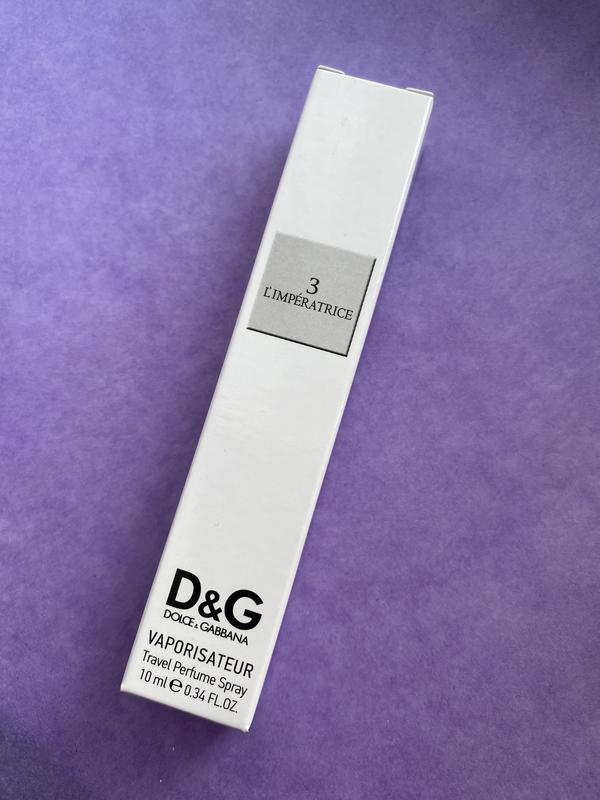 3
L'IMPÉRATRICE
D&G
DOLCE & GABBANA
VAPORISATEUR
Travel Perfume Spray
10 ml ℮ 0.34 FL.OZ.